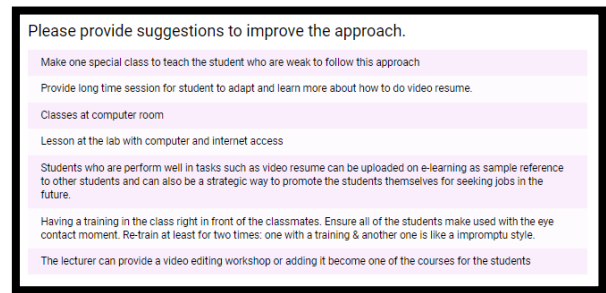 Please provide suggestions to improve the approach.
Make one special class to teach the student who are weak to follow this approach
Provide long time session for student to adapt and learn more about how to do video resume.
Classes at computer room
Lesson at the lab with computer and internet access
Students who are perform well in tasks such as video resume can be uploaded on e-learning as sample reference
to other students and can also be a strategic way to promote the students themselves for seeking jobs in the
future.
Having a training in the class right in front of the classmates. Ensure all of the students make used with the eye
contact moment. Re-train at least for two times: one with a training & another one is like a impromptu style.
The lecturer can provide a video editing workshop or adding it become one of the courses for the students